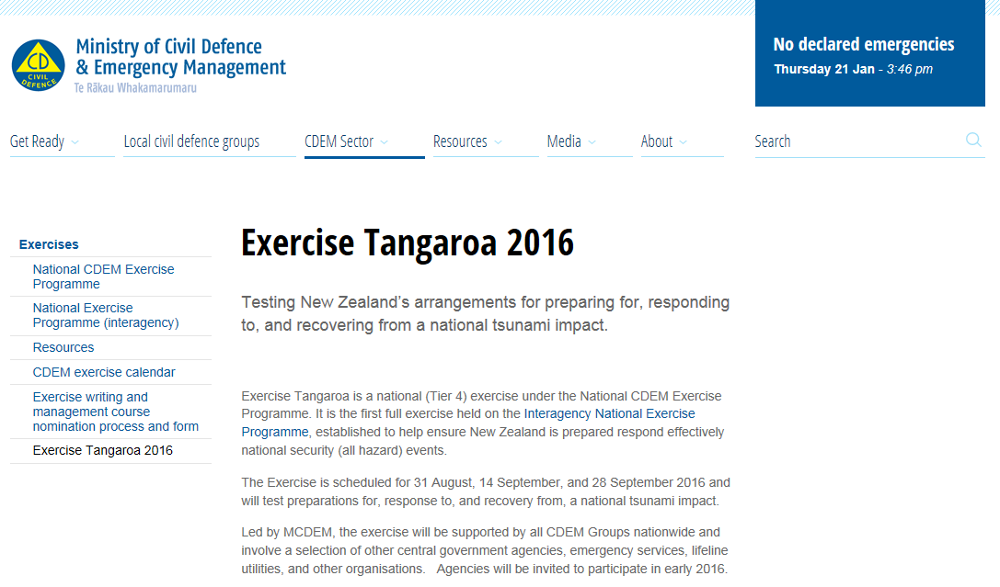 CD
CIVIL
DEFENCE
Ministry of Civil Defence
& Emergency Management
Te Rākau Whakamarumaru
No declared emergencies
Thursday 21 Jan - 3:46 pm
Get Ready
Local civil defence groups
CDEM Sector
Resources
Media
About
Search
Exercises
National CDEM Exercise
Programme
National Exercise
Programme (interagency)
Resources
CDEM exercise calendar
Exercise writing and
management course
nomination process and form
Exercise Tangaroa 2016
Exercise Tangaroa 2016
Testing New Zealand's arrangements for preparing for, responding
to, and recovering from a national tsunami impact.
Exercise Tangaroa is a national (Tier 4) exercise under the National CDEM Exercise
Programme. It is the first full exercise held on the Interagency National Exercise
Programme, established to help ensure New Zealand is prepared respond effectively
national security (all hazard) events.
The Exercise is scheduled for 31 August, 14 September, and 28 September 2016 and
will test preparations for, response to, and recovery from, a national tsunami impact.
Led by MCDEM, the exercise will be supported by all CDEM Groups nationwide and
involve a selection of other central government agencies, emergency services, lifeline
utilities, and other organisations.   Agencies will be invited to participate in early 2016.